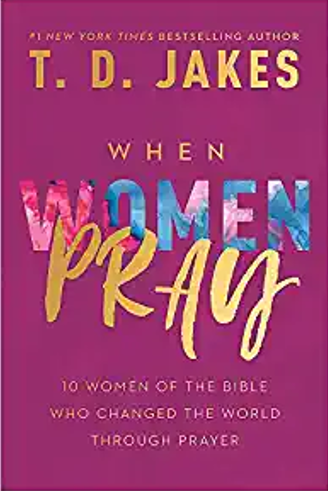 #1 NEW YORK TIMES BESTSELLING AUTHOR
T. D. JAKES
WHEN
WOMEN
PRAY
10 WOMEN OF THE BIBLE
WHO CHANGED THE WORLD
THROUGH PRAYER